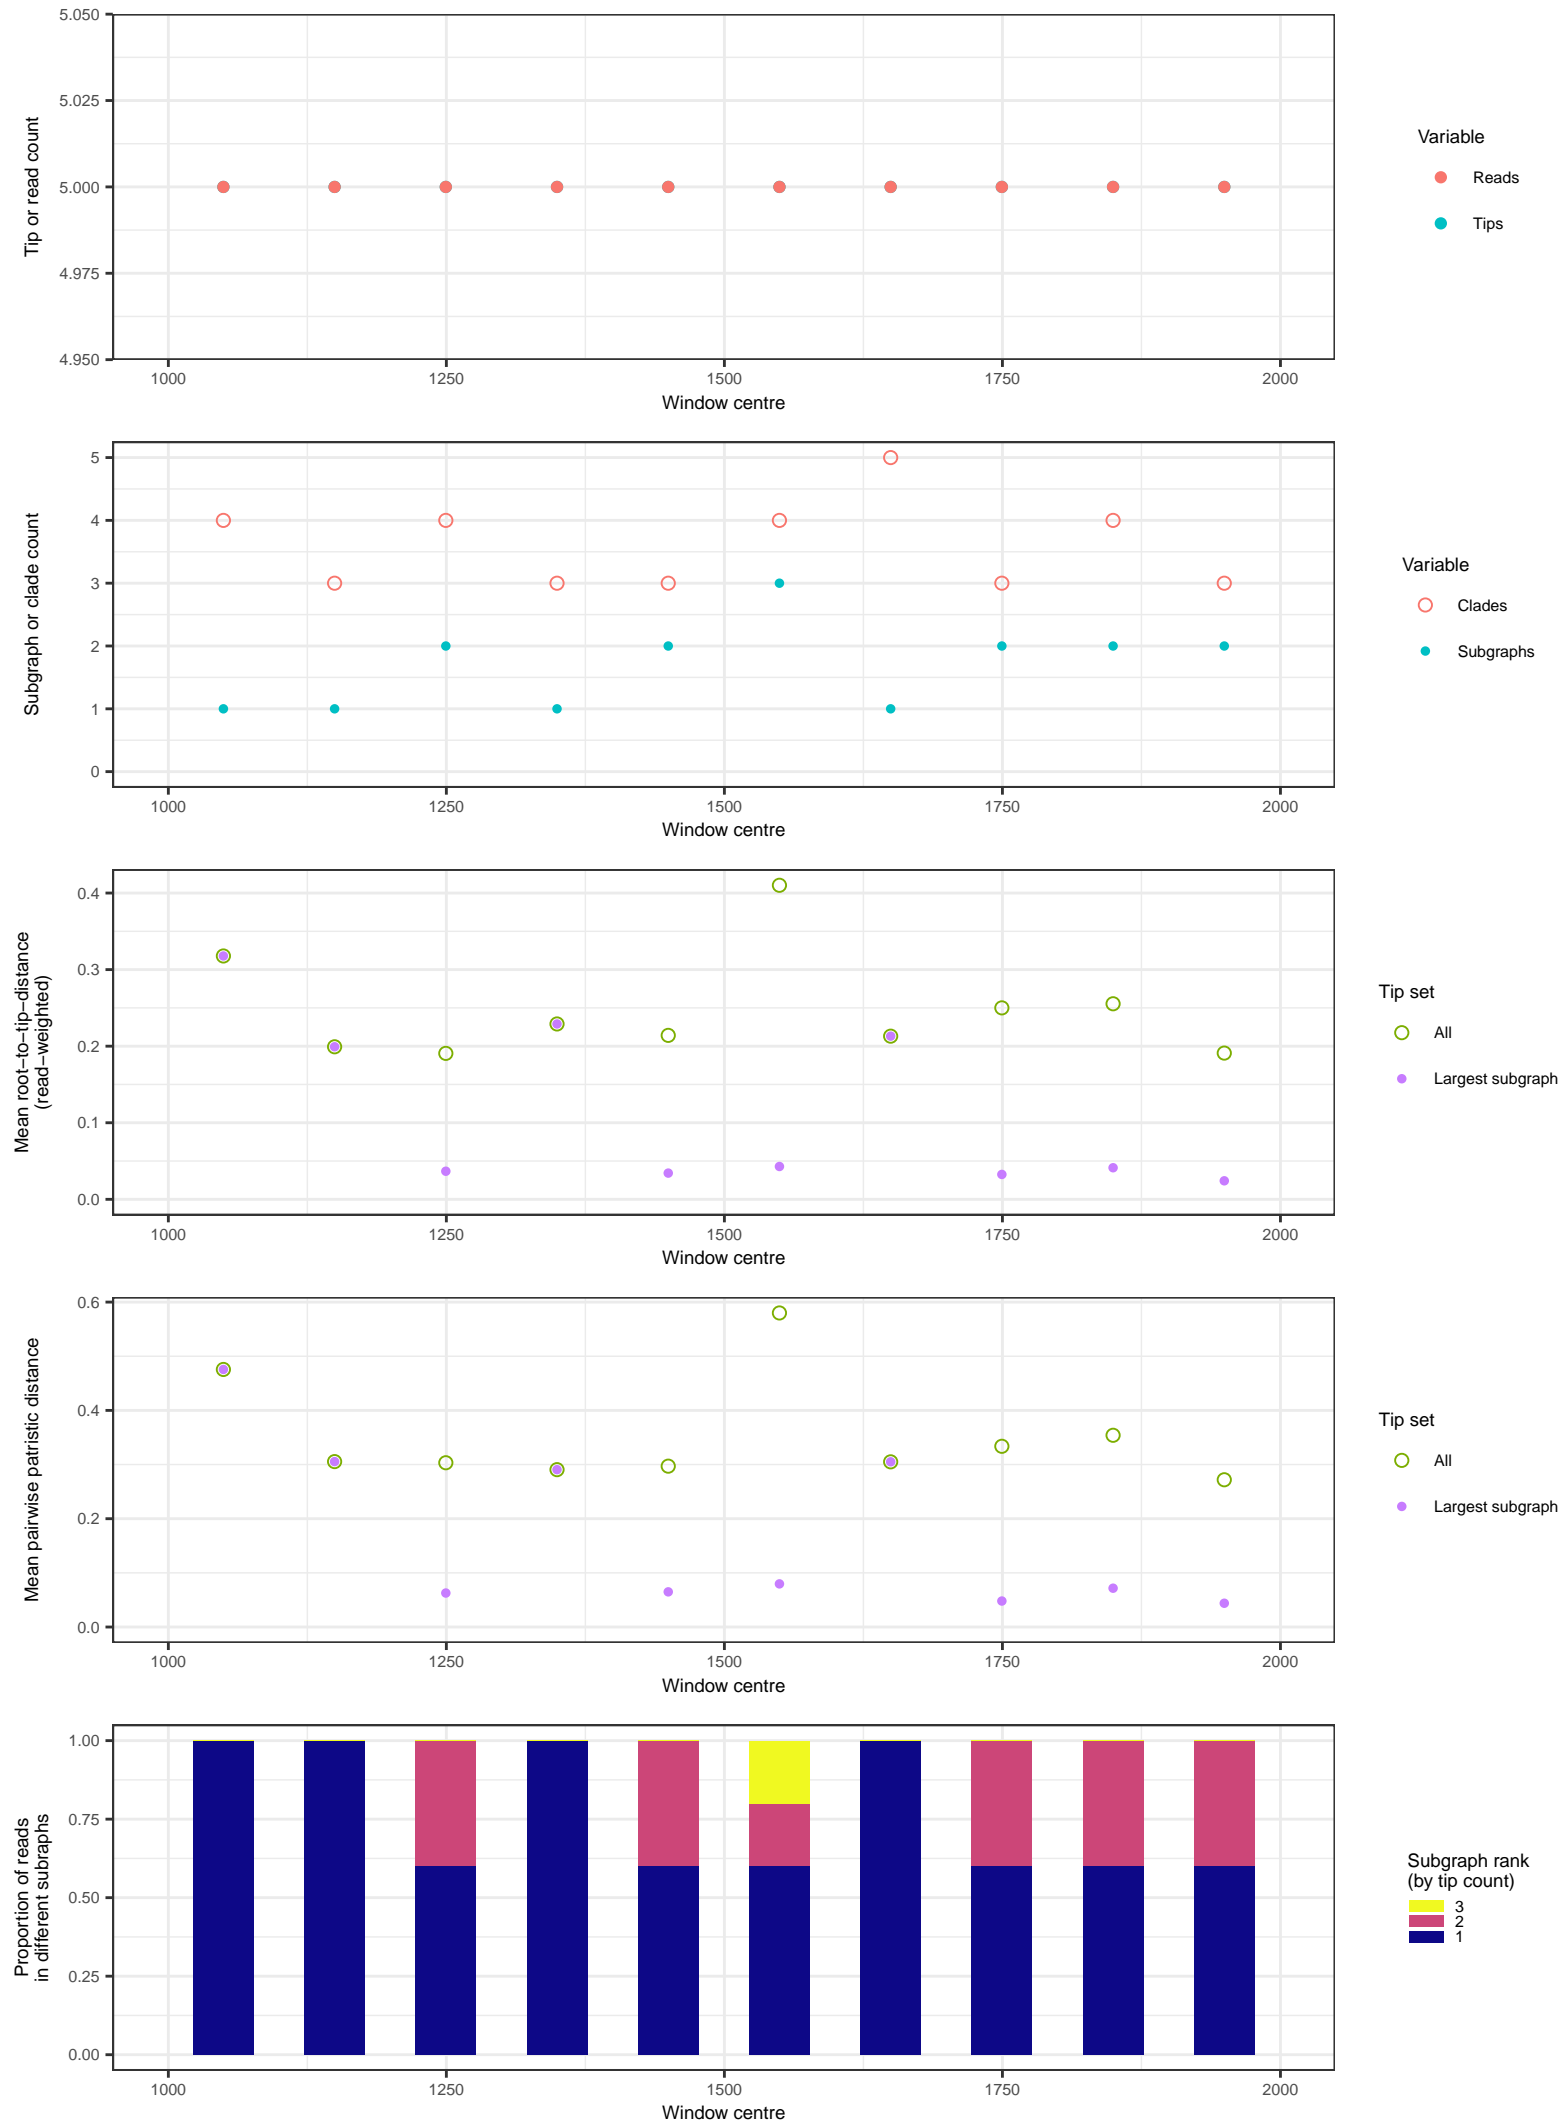 5.050
5.025
5.000
4.975
4.950
Tip or read count
1000 1250 1500 1750 2000
Window centre
Variable
Reads
Tips
5
4
3
2
1
0
Subgraph or clade count
1000 1250 1500 1750 2000
Window centre
Variable
Clades
Subgraphs
0.4
0.3
0.2
0.1
0.0
Mean root−to−tip−distance
(read−weighted)
1000 1250 1500 1750 2000
Window centre
Tip set
All
Largest subgraph
0.6
0.4
0.2
0.0
Mean pairwise patristic distance
1000 1250 1500 1750 2000
Window centre
Tip set
All
Largest subgraph
1.00
0.75
0.50
0.25
0.00
Proportion of reads
in different subraphs
1000 1250 1500 1750 2000
Window centre
Subgraph rank
(by tip count)
3
2
1